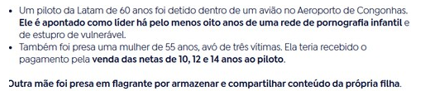 • Um piloto da Latam de 60 anos foi detido dentro de um avião no Aeroporto de Congonhas.
Ele é apontado como líder há pelo menos oito anos de uma rede de pornografia infantil e
de estupro de vulnerável.
• Também foi presa uma mulher de 55 anos, avó de três vítimas. Ela teria recebido o
pagamento pela venda das netas de 10, 12 e 14 anos ao piloto.
Outra mãe foi presa em flagrante por armazenar e compartilhar conteúdo da própria filha.